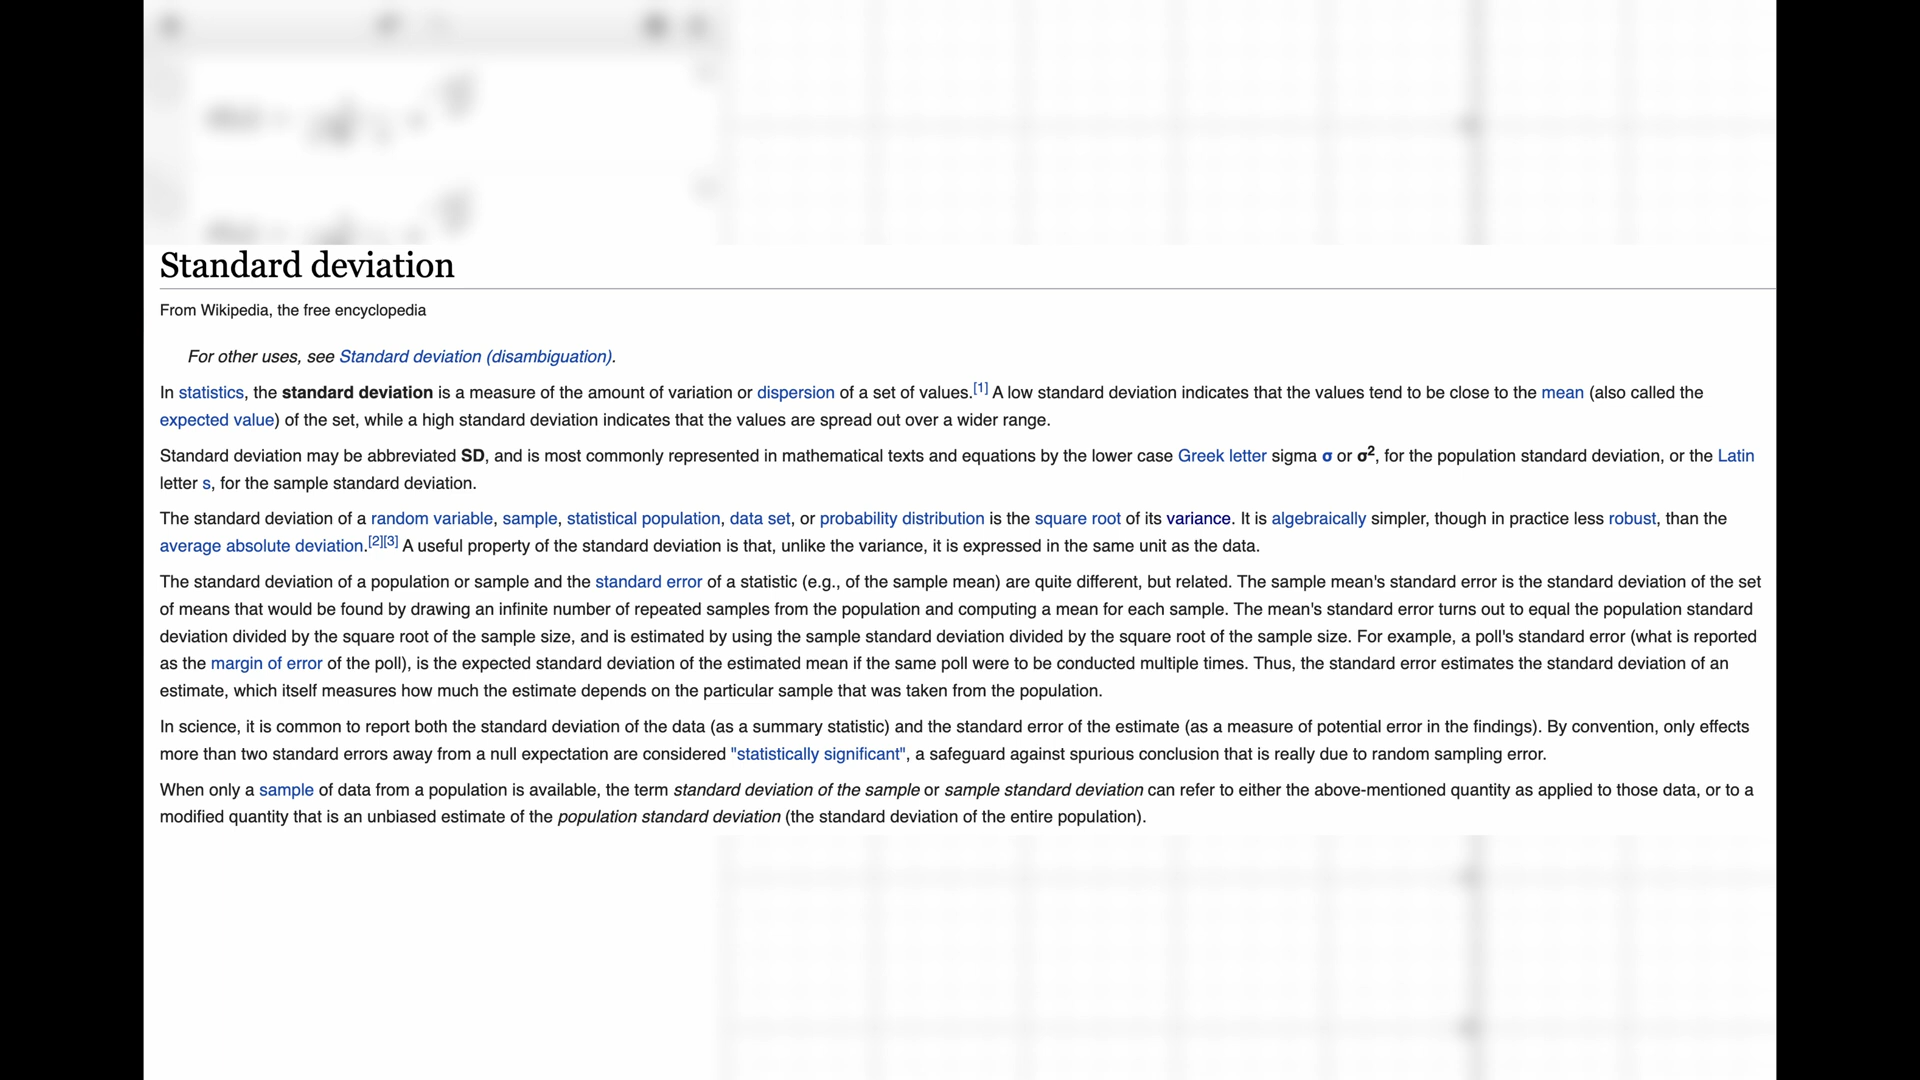 Standard deviation
From Wikipedia, the free encyclopedia
For other uses, see Standard deviation (disambiguation).
In statistics, the standard deviation is a measure of the amount of variation or dispersion of a set of values.[1] A low standard deviation indicates that the values tend to be close to the mean (also called the
expected value) of the set, while a high standard deviation indicates that the values are spread out over a wider range.
Standard deviation may be abbreviated SD, and is most commonly represented in mathematical texts and equations by the lower case Greek letter sigma σ or σ², for the population standard deviation, or the Latin
letter s, for the sample standard deviation.
The standard deviation of a random variable, sample, statistical population, data set, or probability distribution is the square root of its variance. It is algebraically simpler, though in practice less robust, than the
average absolute deviation.[2][3] A useful property of the standard deviation is that, unlike the variance, it is expressed in the same unit as the data.
The standard deviation of a population or sample and the standard error of a statistic (e.g., of the sample mean) are quite different, but related. The sample mean's standard error is the standard deviation of the set
of means that would be found by drawing an infinite number of repeated samples from the population and computing a mean for each sample. The mean's standard error turns out to equal the population standard
deviation divided by the square root of the sample size, and is estimated by using the sample standard deviation divided by the square root of the sample size. For example, a poll's standard error (what is reported
as the margin of error of the poll), is the expected standard deviation of the estimated mean if the same poll were to be conducted multiple times. Thus, the standard error estimates the standard deviation of an
estimate, which itself measures how much the estimate depends on the particular sample that was taken from the population.
In science, it is common to report both the standard deviation of the data (as a summary statistic) and the standard error of the estimate (as a measure of potential error in the findings). By convention, only effects
more than two standard errors away from a null expectation are considered "statistically significant", a safeguard against spurious conclusion that is really due to random sampling error.
When only a sample of data from a population is available, the term standard deviation of the sample or sample standard deviation can refer to either the above-mentioned quantity as applied to those data, or to a
modified quantity that is an unbiased estimate of the population standard deviation (the standard deviation of the entire population).